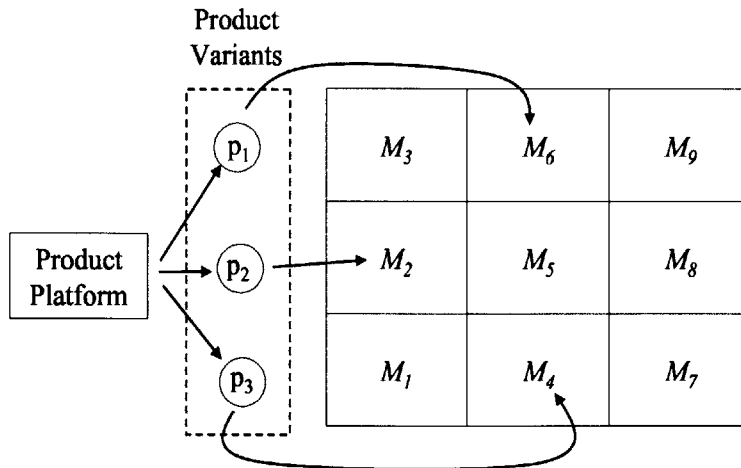 Product
Variants
p1
M3
M6
M9
Product
Platform
p2
M2
M5
M8
p3
M1
M4
M7